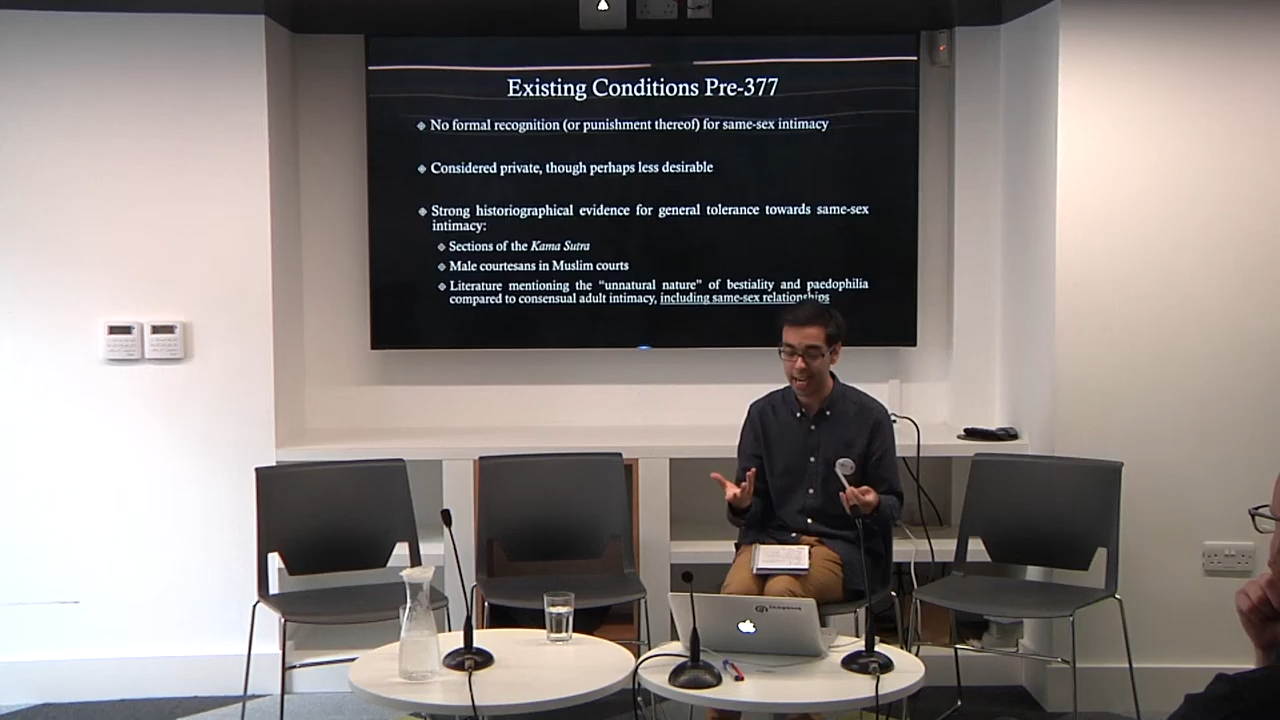 Existing Conditions Pre-377
No formal recognition (or punishment thereof) for same-sex intimacy
Considered private, though perhaps less desirable
Strong historiographical evidence for general tolerance towards same-sex
intimacy:
Sections of the Kama Sutra
Male courtesans in Muslim courts
Literature mentioning the "unnatural nature" of bestiality and paedophilia
compared to consensual adult intimacy, including same-sex relationships